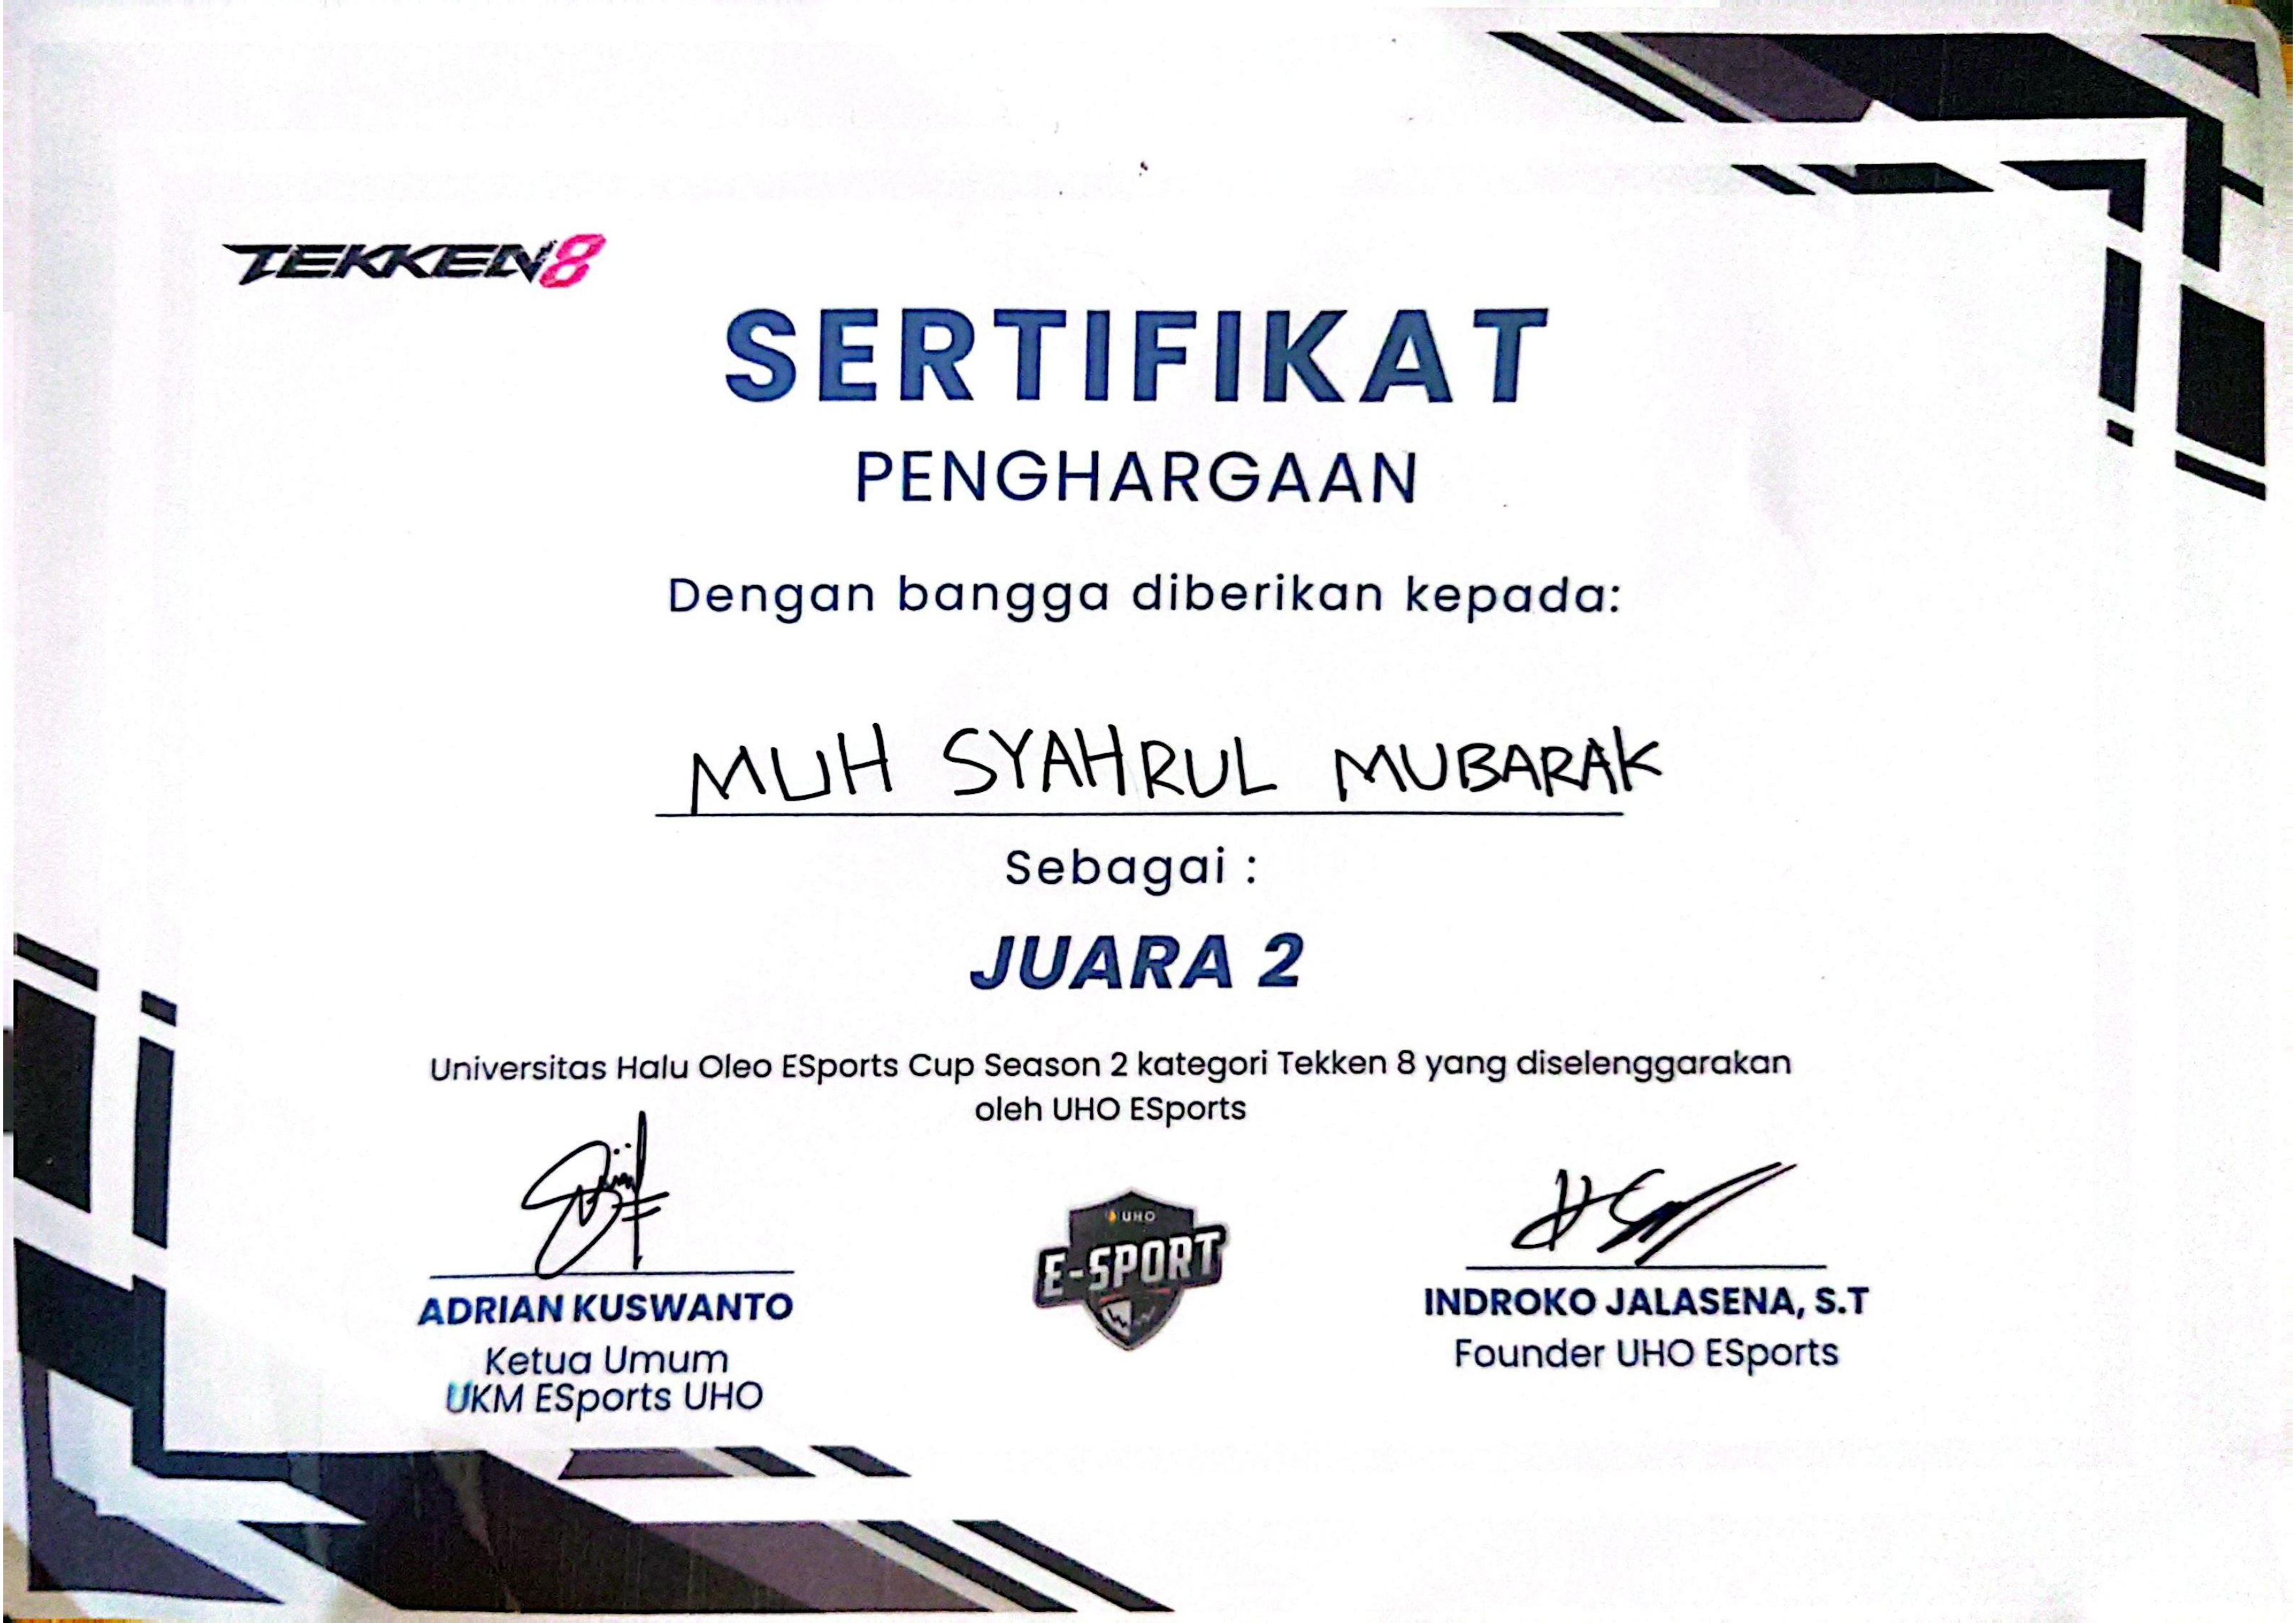 TEKKEN 8
SERTIFIKAT
PENGHARGAAN
Dengan bangga diberikan kepada:
MUH SYAHRUL MUBARAK
Sebagai :
JUARA 2
Universitas Halu Oleo ESports Cup Season 2 kategori Tekken 8 yang diselenggarakan
oleh UHO ESports
UHO
E-SPORT
ADRIAN KUSWANTO
Ketua Umum
UKM ESports UHO
INDROKO JALASENA, S.T
Founder UHO ESports